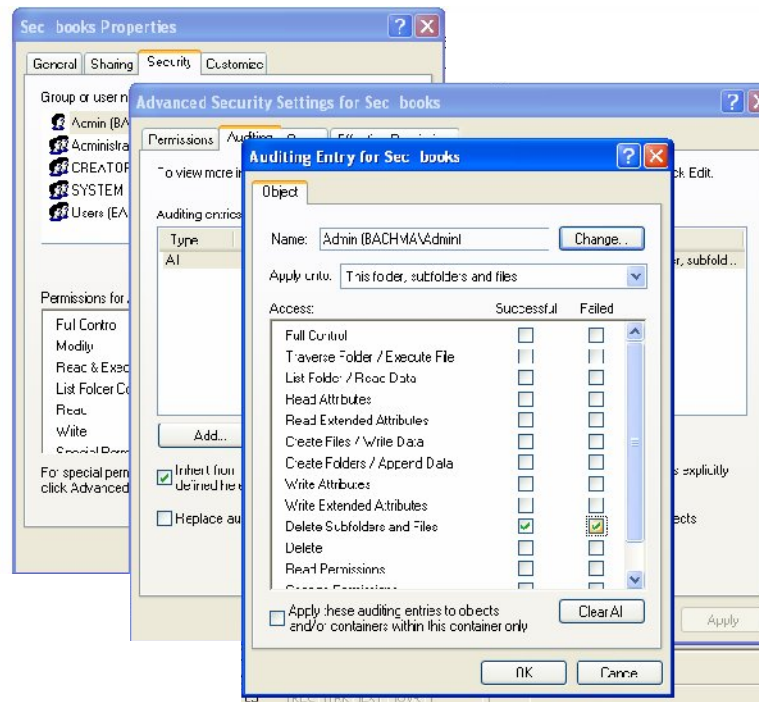 Sec books Properties
General Sharing Security Customize
Group or user n
Admin (BA
Administra
CREATOR
SYSTEM
Users (
Permissions for
Full Contro
Modify
Read & Exec
List Folder Co
Read
Write
Special Perm
For special perm
click Advanced
Advanced Security Settings for Sec books
Permissions Auditing
To view more in
ck Edit.
Auditing entries
Type
All
r, subfold..
Add...
Inherit from
defined here
s explicitly
Replace au
ects
Apply
Auditing Entry for Sec books
Object
Name: Admin (BACHMA\Admin) Change...
Apply onto: This folder, subfolders and files
Access: Successful Failed
Full Control
Traverse Folder / Execute File
List Folder / Read Data
Read Attributes
Read Extended Attributes
Create Files / Write Data
Create Folders / Append Data
Write Attributes
Write Extended Attributes
Delete Subfolders and Files
Delete
Read Permissions
Apply these auditing entries to objects
and/or containers within this container only
Clear All
OK Cancel